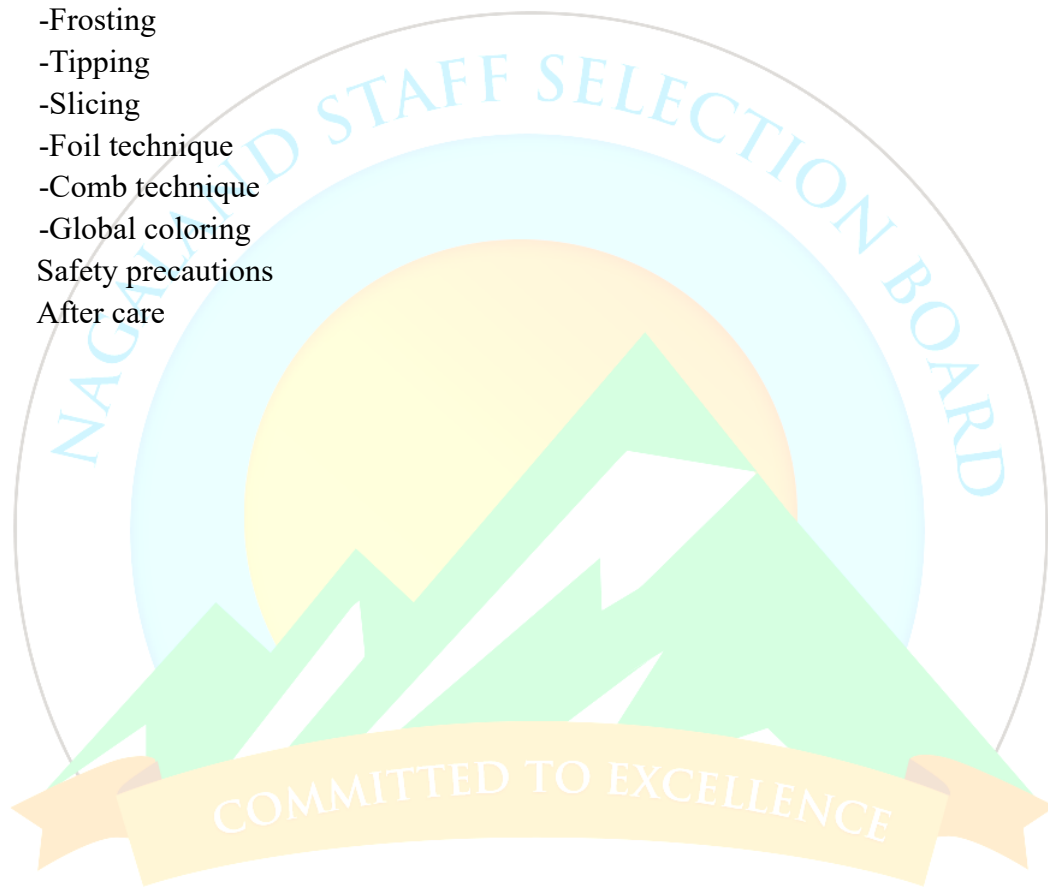 -Frosting
-Tipping
-Slicing
-Foil technique
-Comb technique
-Global coloring
Safety precautions
After care
NAGALAND STAFF SELECTION BOARD
COMMITTED TO EXCELLENCE